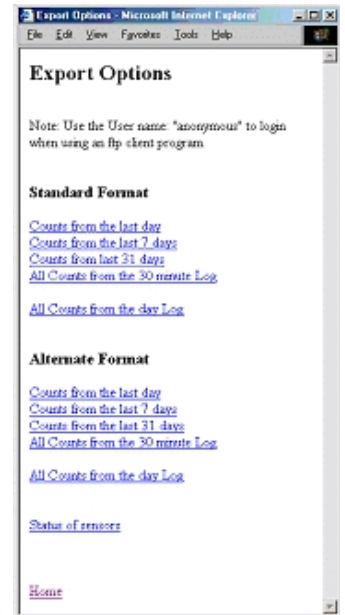 Export Options - Microsoft Internet Explorer
File Edit View Favorites Tools Help
Export Options
Note: Use the User name: "anonymous" to login
when using an ftp client program
Standard Format
Counts from the last day
Counts from the last 7 days
Counts from last 31 days
All Counts from the 30 minute Log
All Counts from the day Log
Alternate Format
Counts from the last day
Counts from the last 7 days
Counts from the last 31 days
All Counts from the 30 minute Log
All Counts from the day Log
Status of sensors
Home